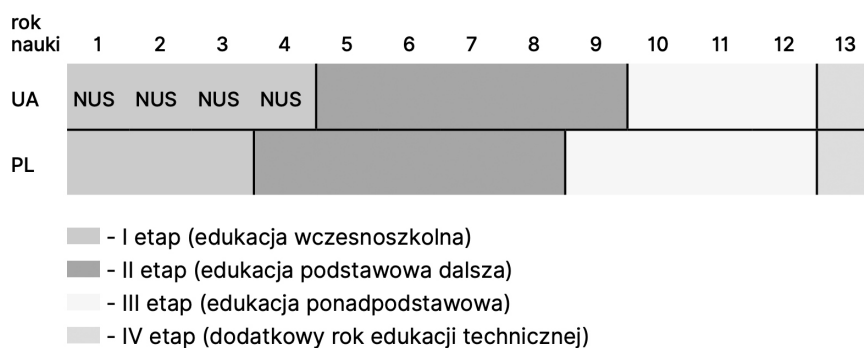 rok
nauki 1 2 3 4 5 6 7 8 9 10 11 12 13
UA NUS NUS NUS NUS
PL
- I etap (edukacja wczesnoszkolna)
- II etap (edukacja podstawowa dalsza)
- III etap (edukacja ponadpodstawowa)
- IV etap (dodatkowy rok edukacji technicznej)